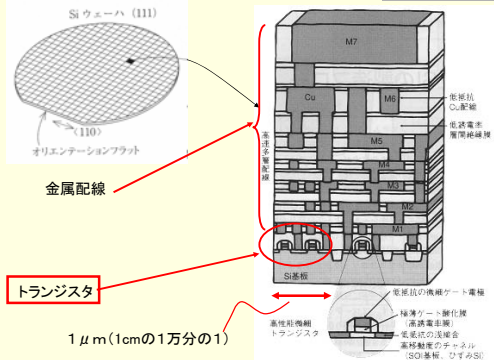 Siウェーハ (111)
〈110〉
オリエンテーションフラット
金属配線
トランジスタ
1μm(1cmの1万分の1)
高速多層配線
M7
Cu
M6
M5
M4
M3
M2
M1
Si基板
低抵抗
Cu配線
低誘電率
層間絶縁膜
高性能微細
トランジスタ
低抵抗の微細ゲート電極
極薄ゲート酸化膜
(高誘電率膜)
低抵抗の浅接合
高移動度のチャネル
(SOI基板、ひずみSi)